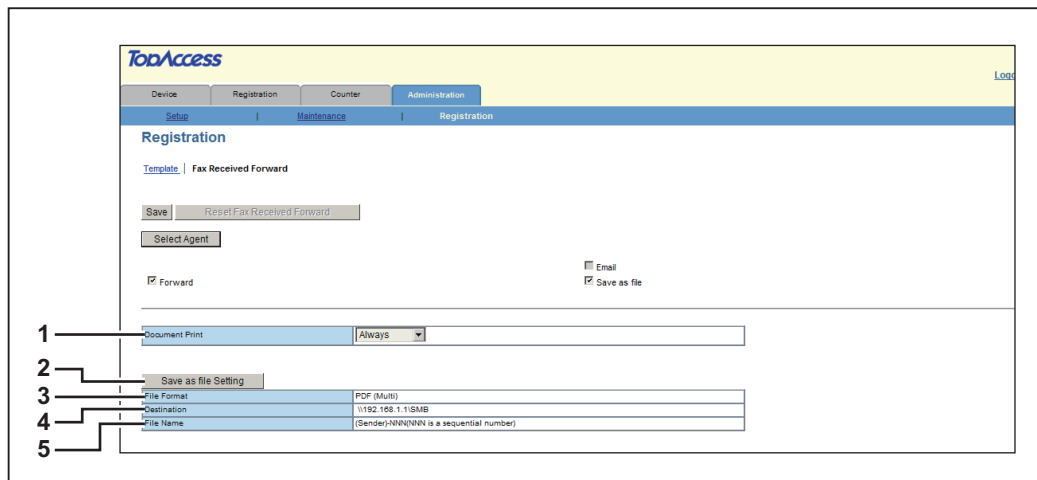 TopAccess
Logo
Device Registration Counter Administration
Setup | Maintenance | Registration
Registration
Template | Fax Received Forward
Save Reset Fax Received Forward
Select Agent
Email
Forward Save as file
1 Document Print Always
2 Save as file Setting
3 File Format PDF (Multi)
4 Destination \\192.168.1.1\SMB
5 File Name (Sender)-NNN(NNN is a sequential number)